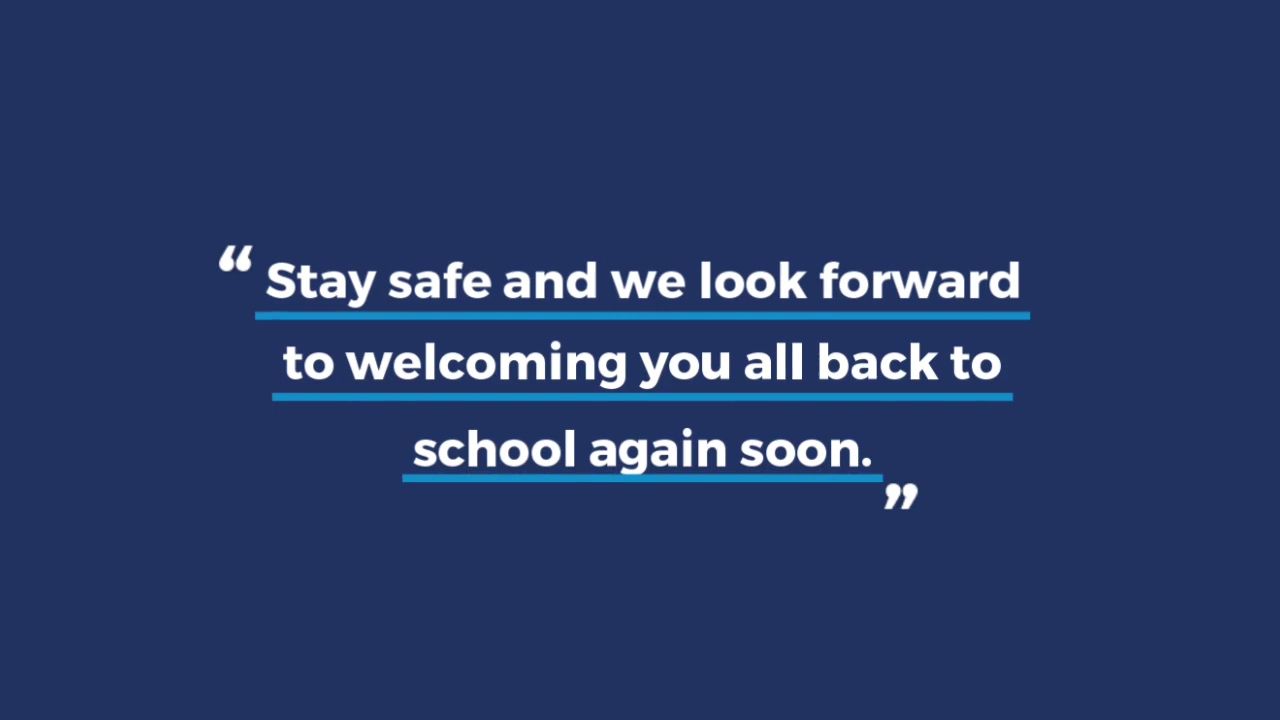 “ Stay safe and we look forward
to welcoming you all back to
school again soon. ”